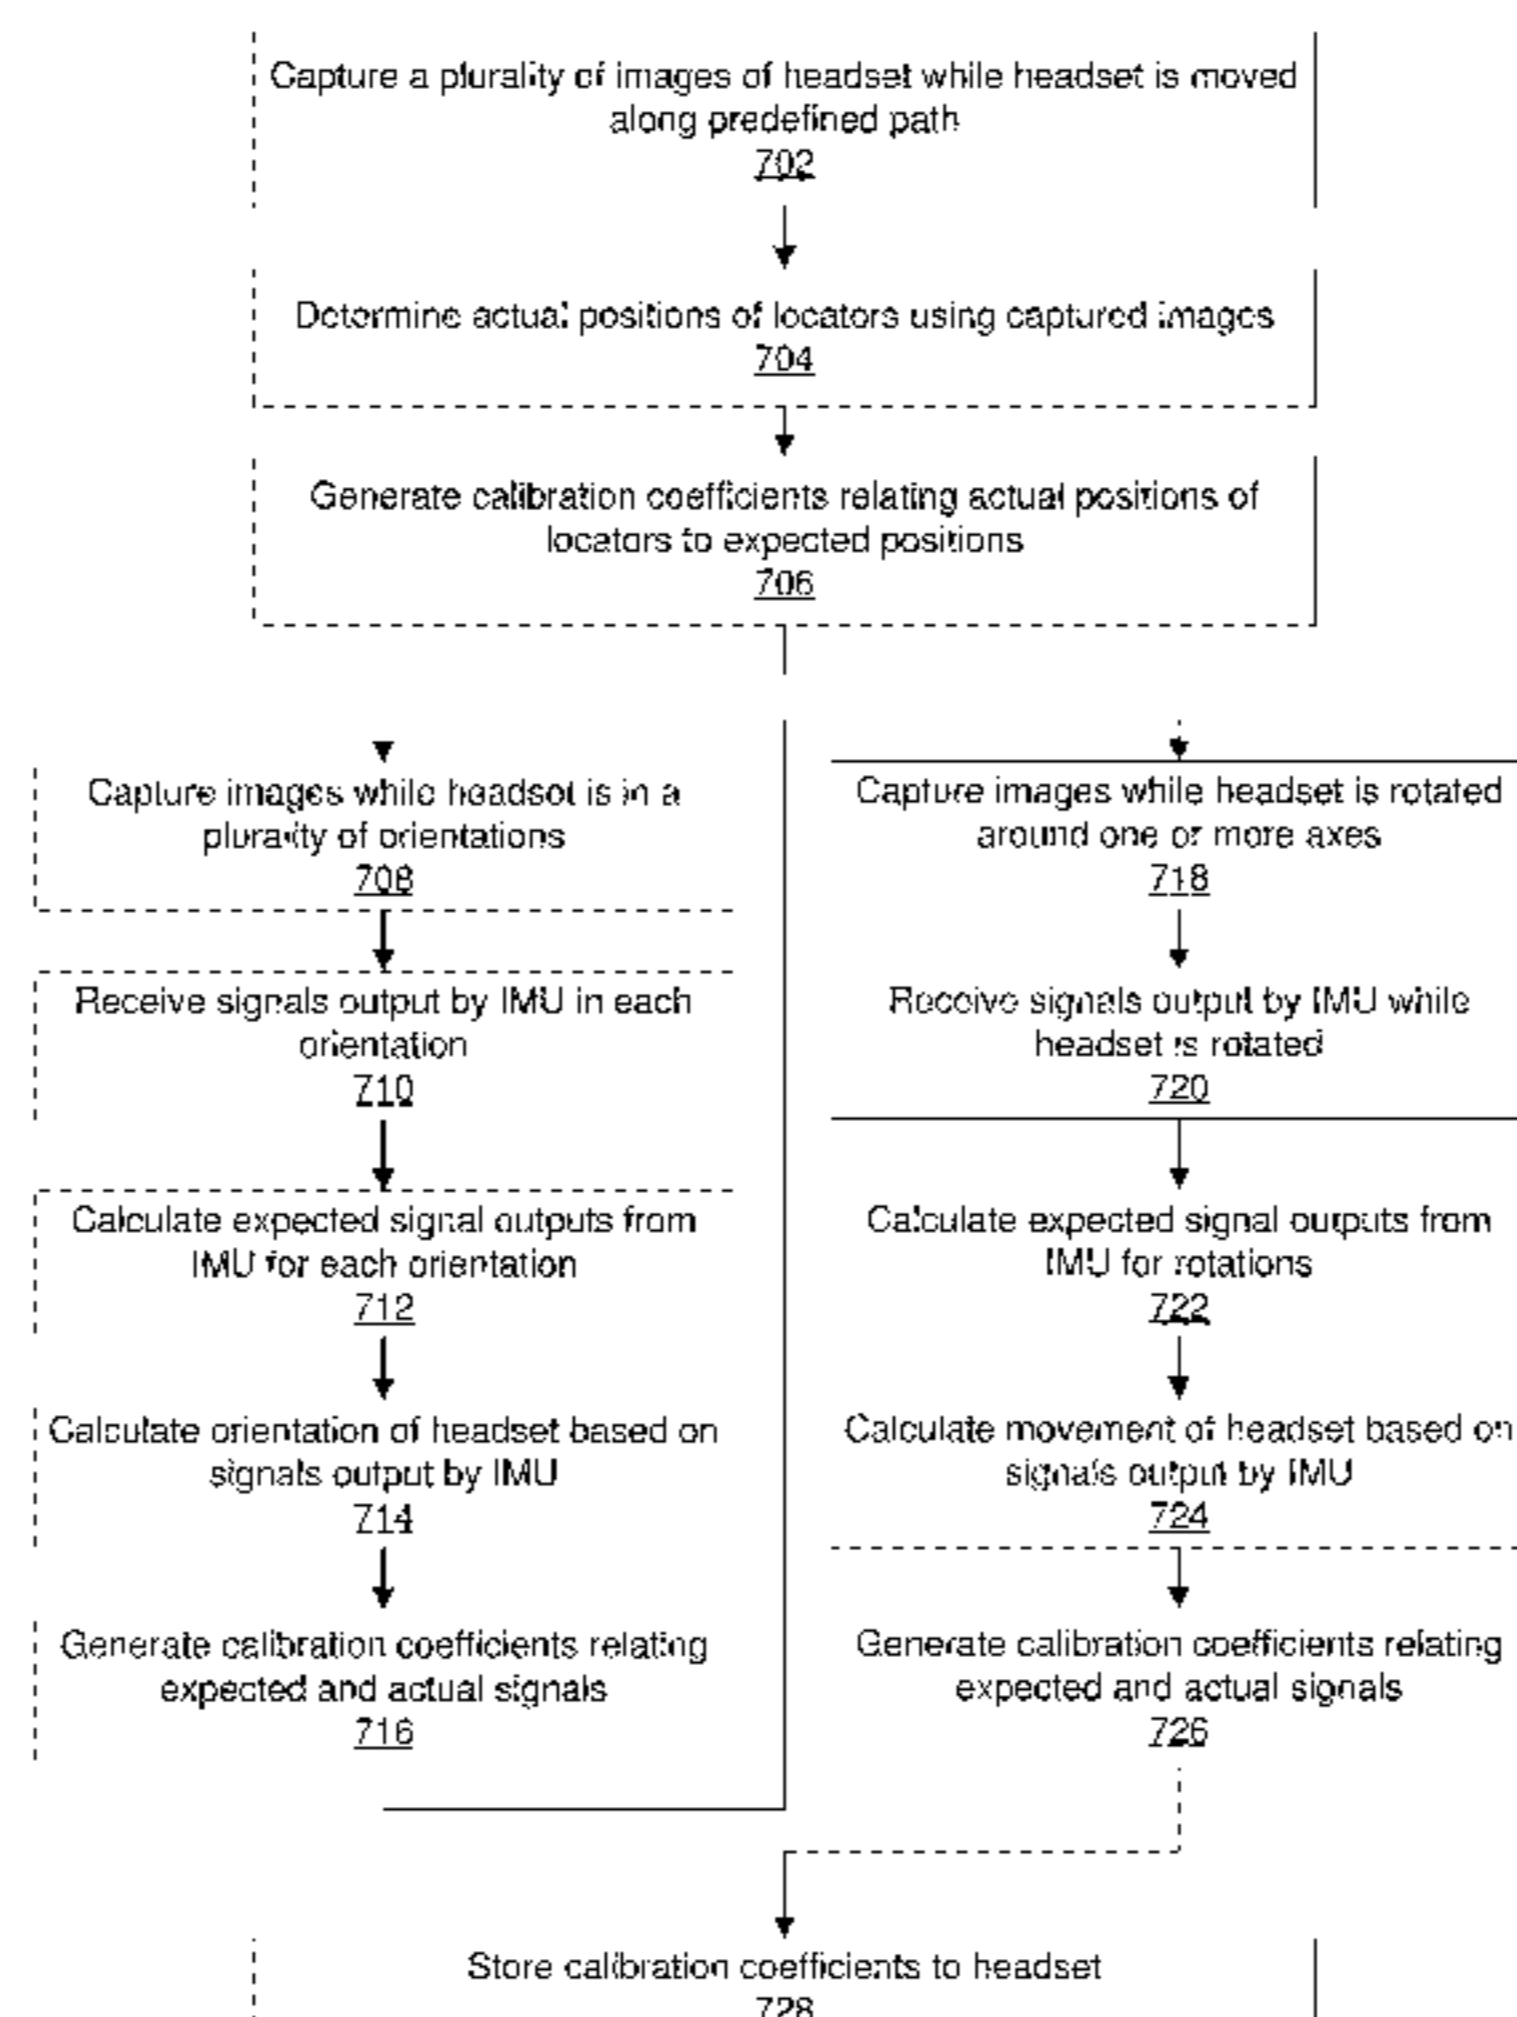 Capture a plurality of images of headset while headset is moved
along predefined path
702
Determine actual positions of locators using captured images
704
Generate calibration coefficients relating actual positions of
locators to expected positions
706
Capture images while headset is in a
plurality of orientations
708
Receive signals output by IMU in each
orientation
710
Calculate expected signal outputs from
IMU for each orientation
712
Calculate orientation of headset based on
signals output by IMU
714
Generate calibration coefficients relating
expected and actual signals
716
Capture images while headset is rotated
around one or more axes
718
Receive signals output by IMU while
headset is rotated
720
Calculate expected signal outputs from
IMU for rotations
722
Calculate movement of headset based on
signals output by IMU
724
Generate calibration coefficients relating
expected and actual signals
726
Store calibration coefficients to headset
728